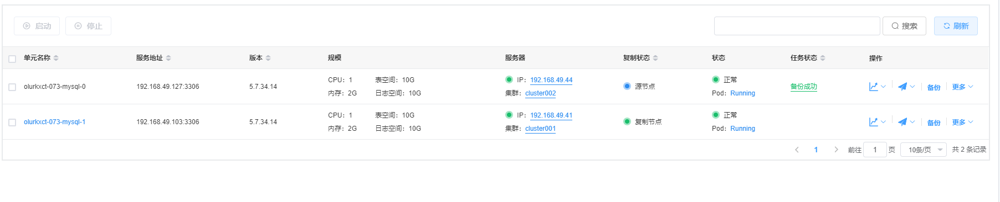 启动 停止 搜索 刷新
单元名称 服务地址 版本 规模 服务器 复制状态 状态 任务状态 操作
CPU：1 表空间：10G IP：192.168.49.44 正常
olurkxct-073-mysql-0 192.168.49.127:3306 5.7.34.14 源节点 备份成功 备份 更多
内存：2G 日志空间：10G 集群：cluster002 Pod：Running
CPU：1 表空间：10G IP：192.168.49.41 正常
olurkxct-073-mysql-1 192.168.49.103:3306 5.7.34.14 复制节点 备份 更多
内存：2G 日志空间：10G 集群：cluster001 Pod：Running
1 前往 1 页 10条/页 共 2 条记录